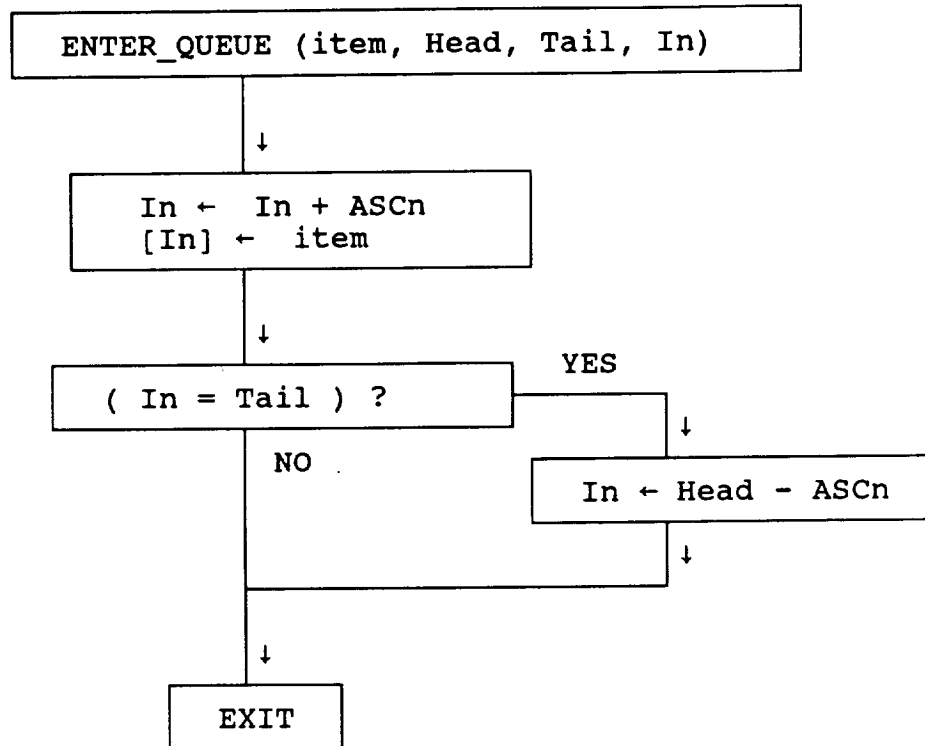 ENTER_QUEUE (item, Head, Tail, In)
↓
In ← In + ASCn
[In] ← item
↓
( In = Tail ) ?
YES
↓
NO
In ← Head - ASCn
↓
↓
EXIT